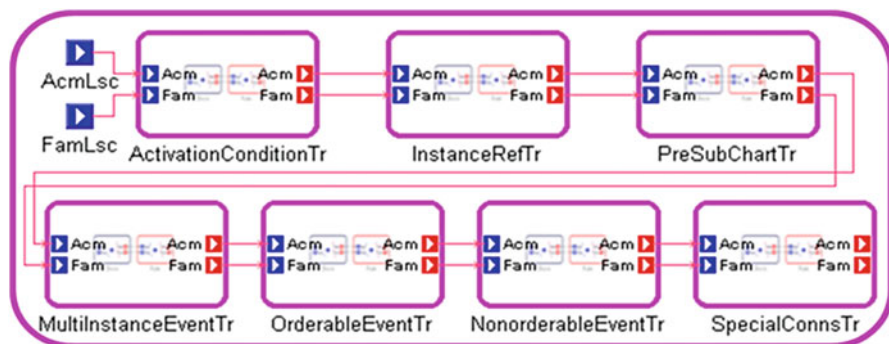 AcmLsc
FamLsc
Acm Acm
Fam Fam
ActivationConditionTr
Acm Acm
Fam Fam
InstanceRefTr
Acm Acm
Fam Fam
PreSubChartTr
Acm Acm
Fam Fam
MultiInstanceEventTr
Acm Acm
Fam Fam
OrderableEventTr
Acm Acm
Fam Fam
NonorderableEventTr
Acm Acm
Fam Fam
SpecialConnsTr